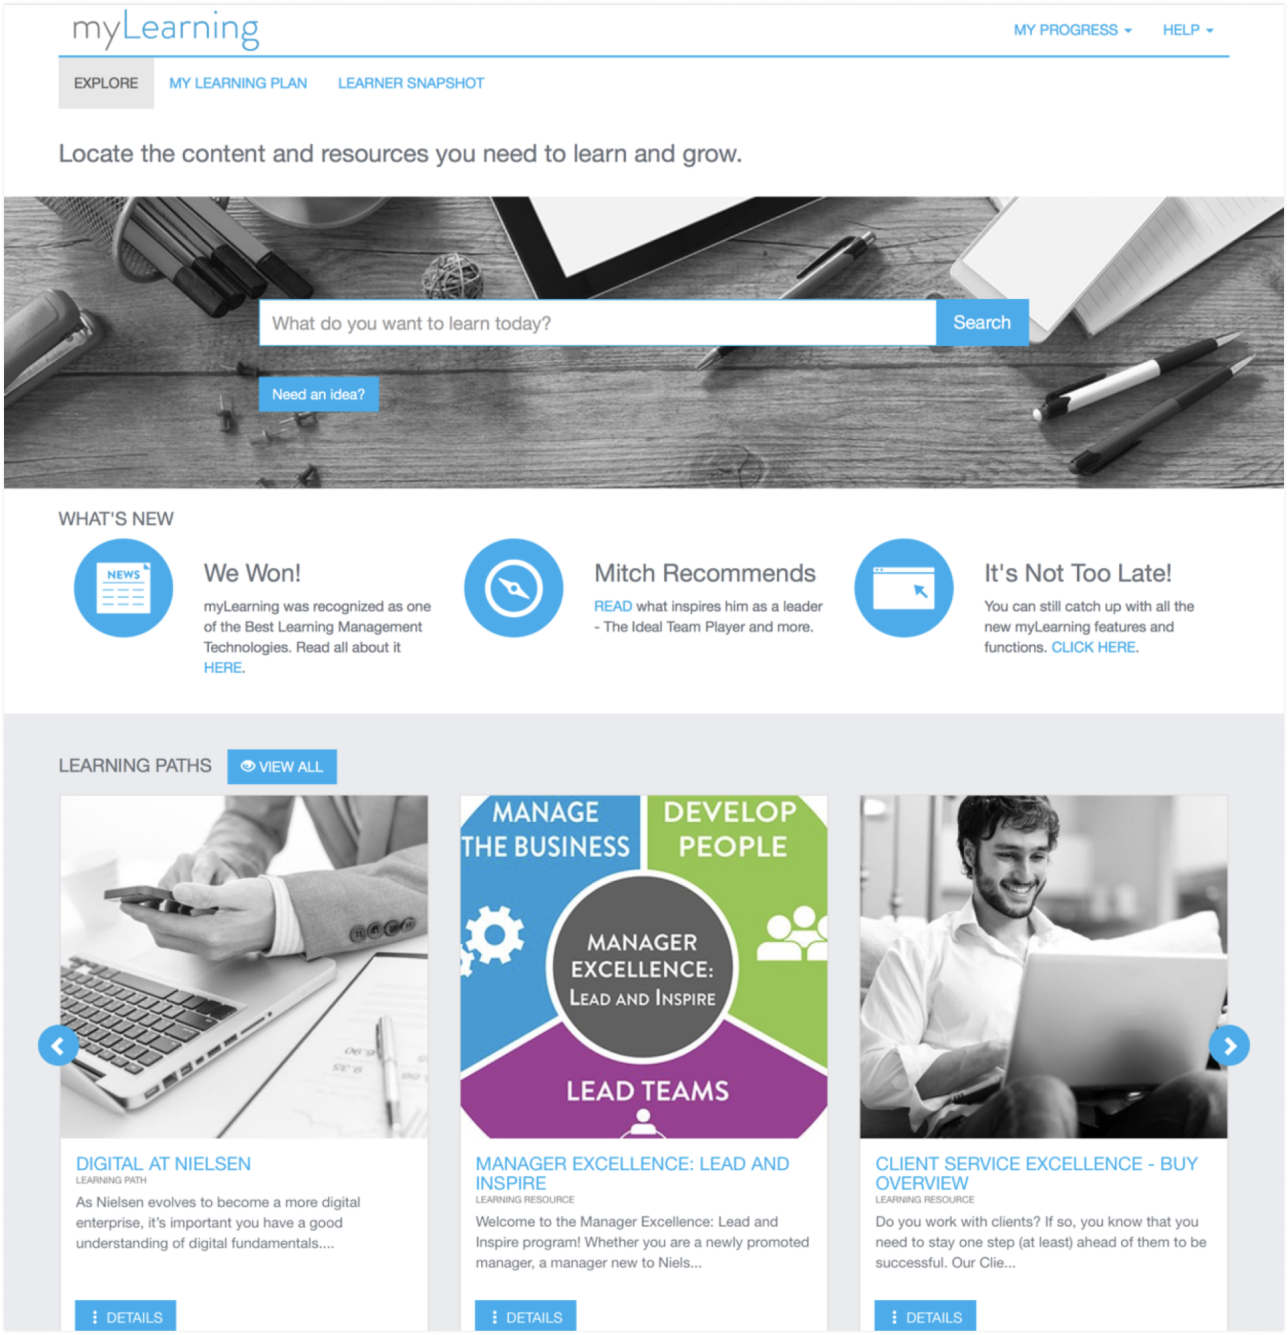 myLearning
MY PROGRESS
HELP
EXPLORE
MY LEARNING PLAN
LEARNER SNAPSHOT
Locate the content and resources you need to learn and grow.
What do you want to learn today?
Search
Need an idea?
WHAT'S NEW
NEWS
We Won!
myLearning was recognized as one
of the Best Learning Management
Technologies. Read all about it
HERE.
Mitch Recommends
READ what inspires him as a leader
- The Ideal Team Player and more.
It's Not Too Late!
You can still catch up with all the
new myLearning features and
functions. CLICK HERE.
LEARNING PATHS
VIEW ALL
MANAGE
THE BUSINESS
DEVELOP
PEOPLE
MANAGER
EXCELLENCE:
LEAD AND INSPIRE
LEAD TEAMS
DIGITAL AT NIELSEN
LEARNING PATH
As Nielsen evolves to become a more digital
enterprise, it's important you have a good
understanding of digital fundamentals....
DETAILS
MANAGER EXCELLENCE: LEAD AND
INSPIRE
LEARNING RESOURCE
Welcome to the Manager Excellence: Lead and
Inspire program! Whether you are a newly promoted
manager, a manager new to Niels...
DETAILS
CLIENT SERVICE EXCELLENCE - BUY
OVERVIEW
LEARNING RESOURCE
Do you work with clients? If so, you know that you
need to stay one step (at least) ahead of them to be
successful. Our Clie...
DETAILS